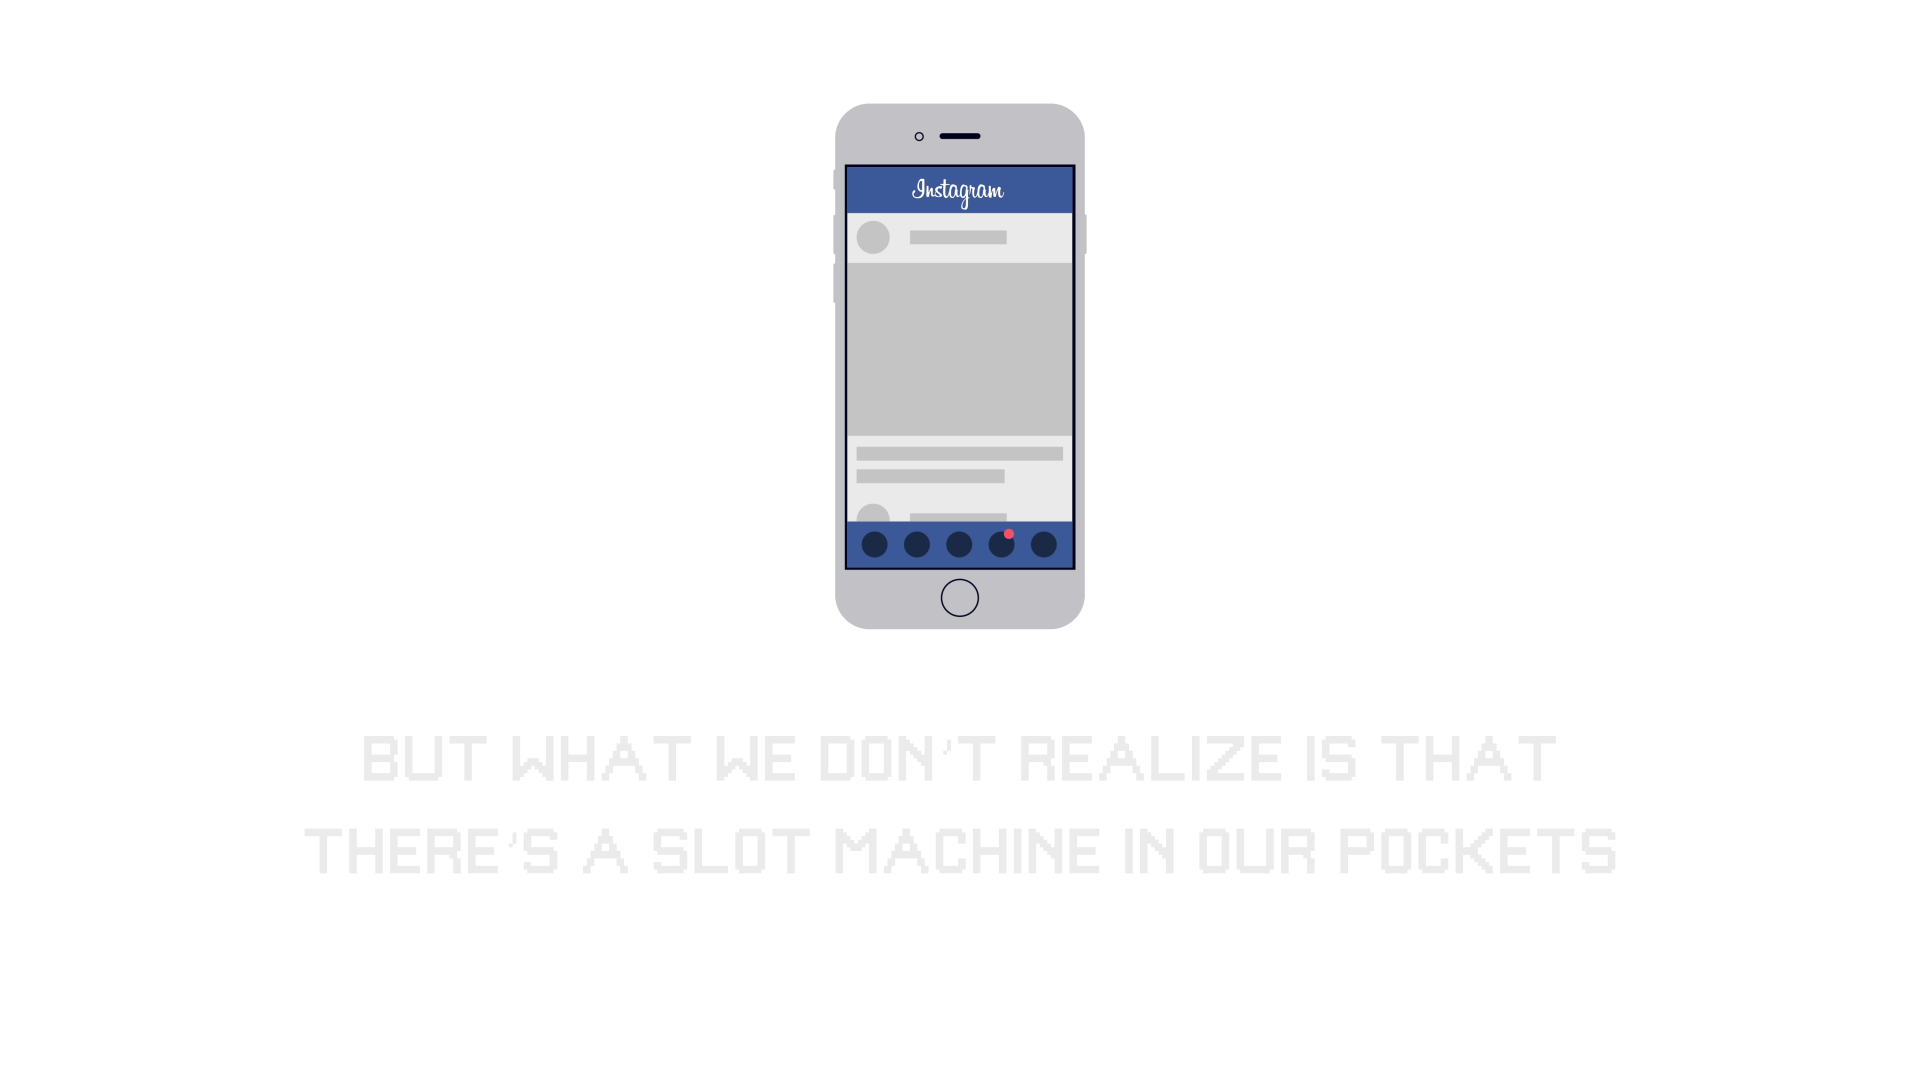 Instagram
BUT WHAT WE DON'T REALIZE IS THAT
THERE'S A SLOT MACHINE IN OUR POCKETS